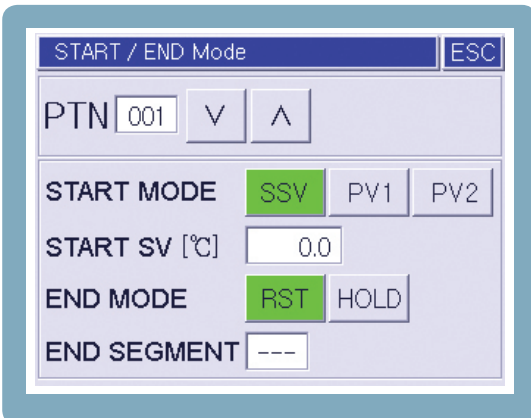 START / END Mode ESC
PTN 001 ∨ ∧
START MODE SSV PV1 PV2
START SV [℃] 0.0
END MODE RST HOLD
END SEGMENT ---